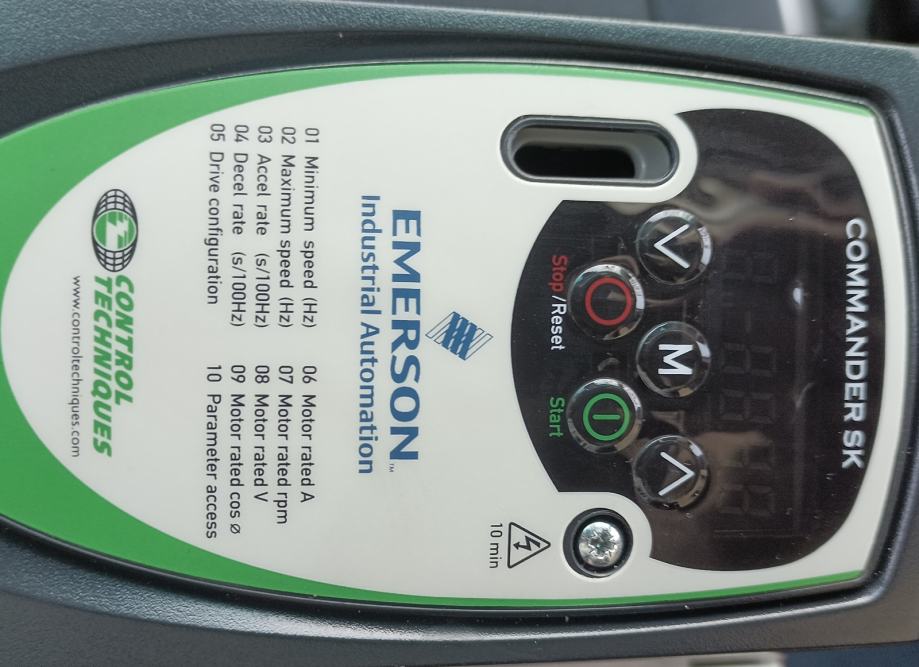 COMMANDER SK
M
Stop/Reset
Start
10 min
EMERSON™
Industrial Automation
01 Minimum speed (Hz)
02 Maximum speed (Hz)
03 Accel rate (s/100Hz)
04 Decel rate (s/100Hz)
05 Drive configuration
06 Motor rated A
07 Motor rated rpm
08 Motor rated V
09 Motor rated cos ø
10 Parameter access
CONTROL
TECHNIQUES
www.controltechniques.com